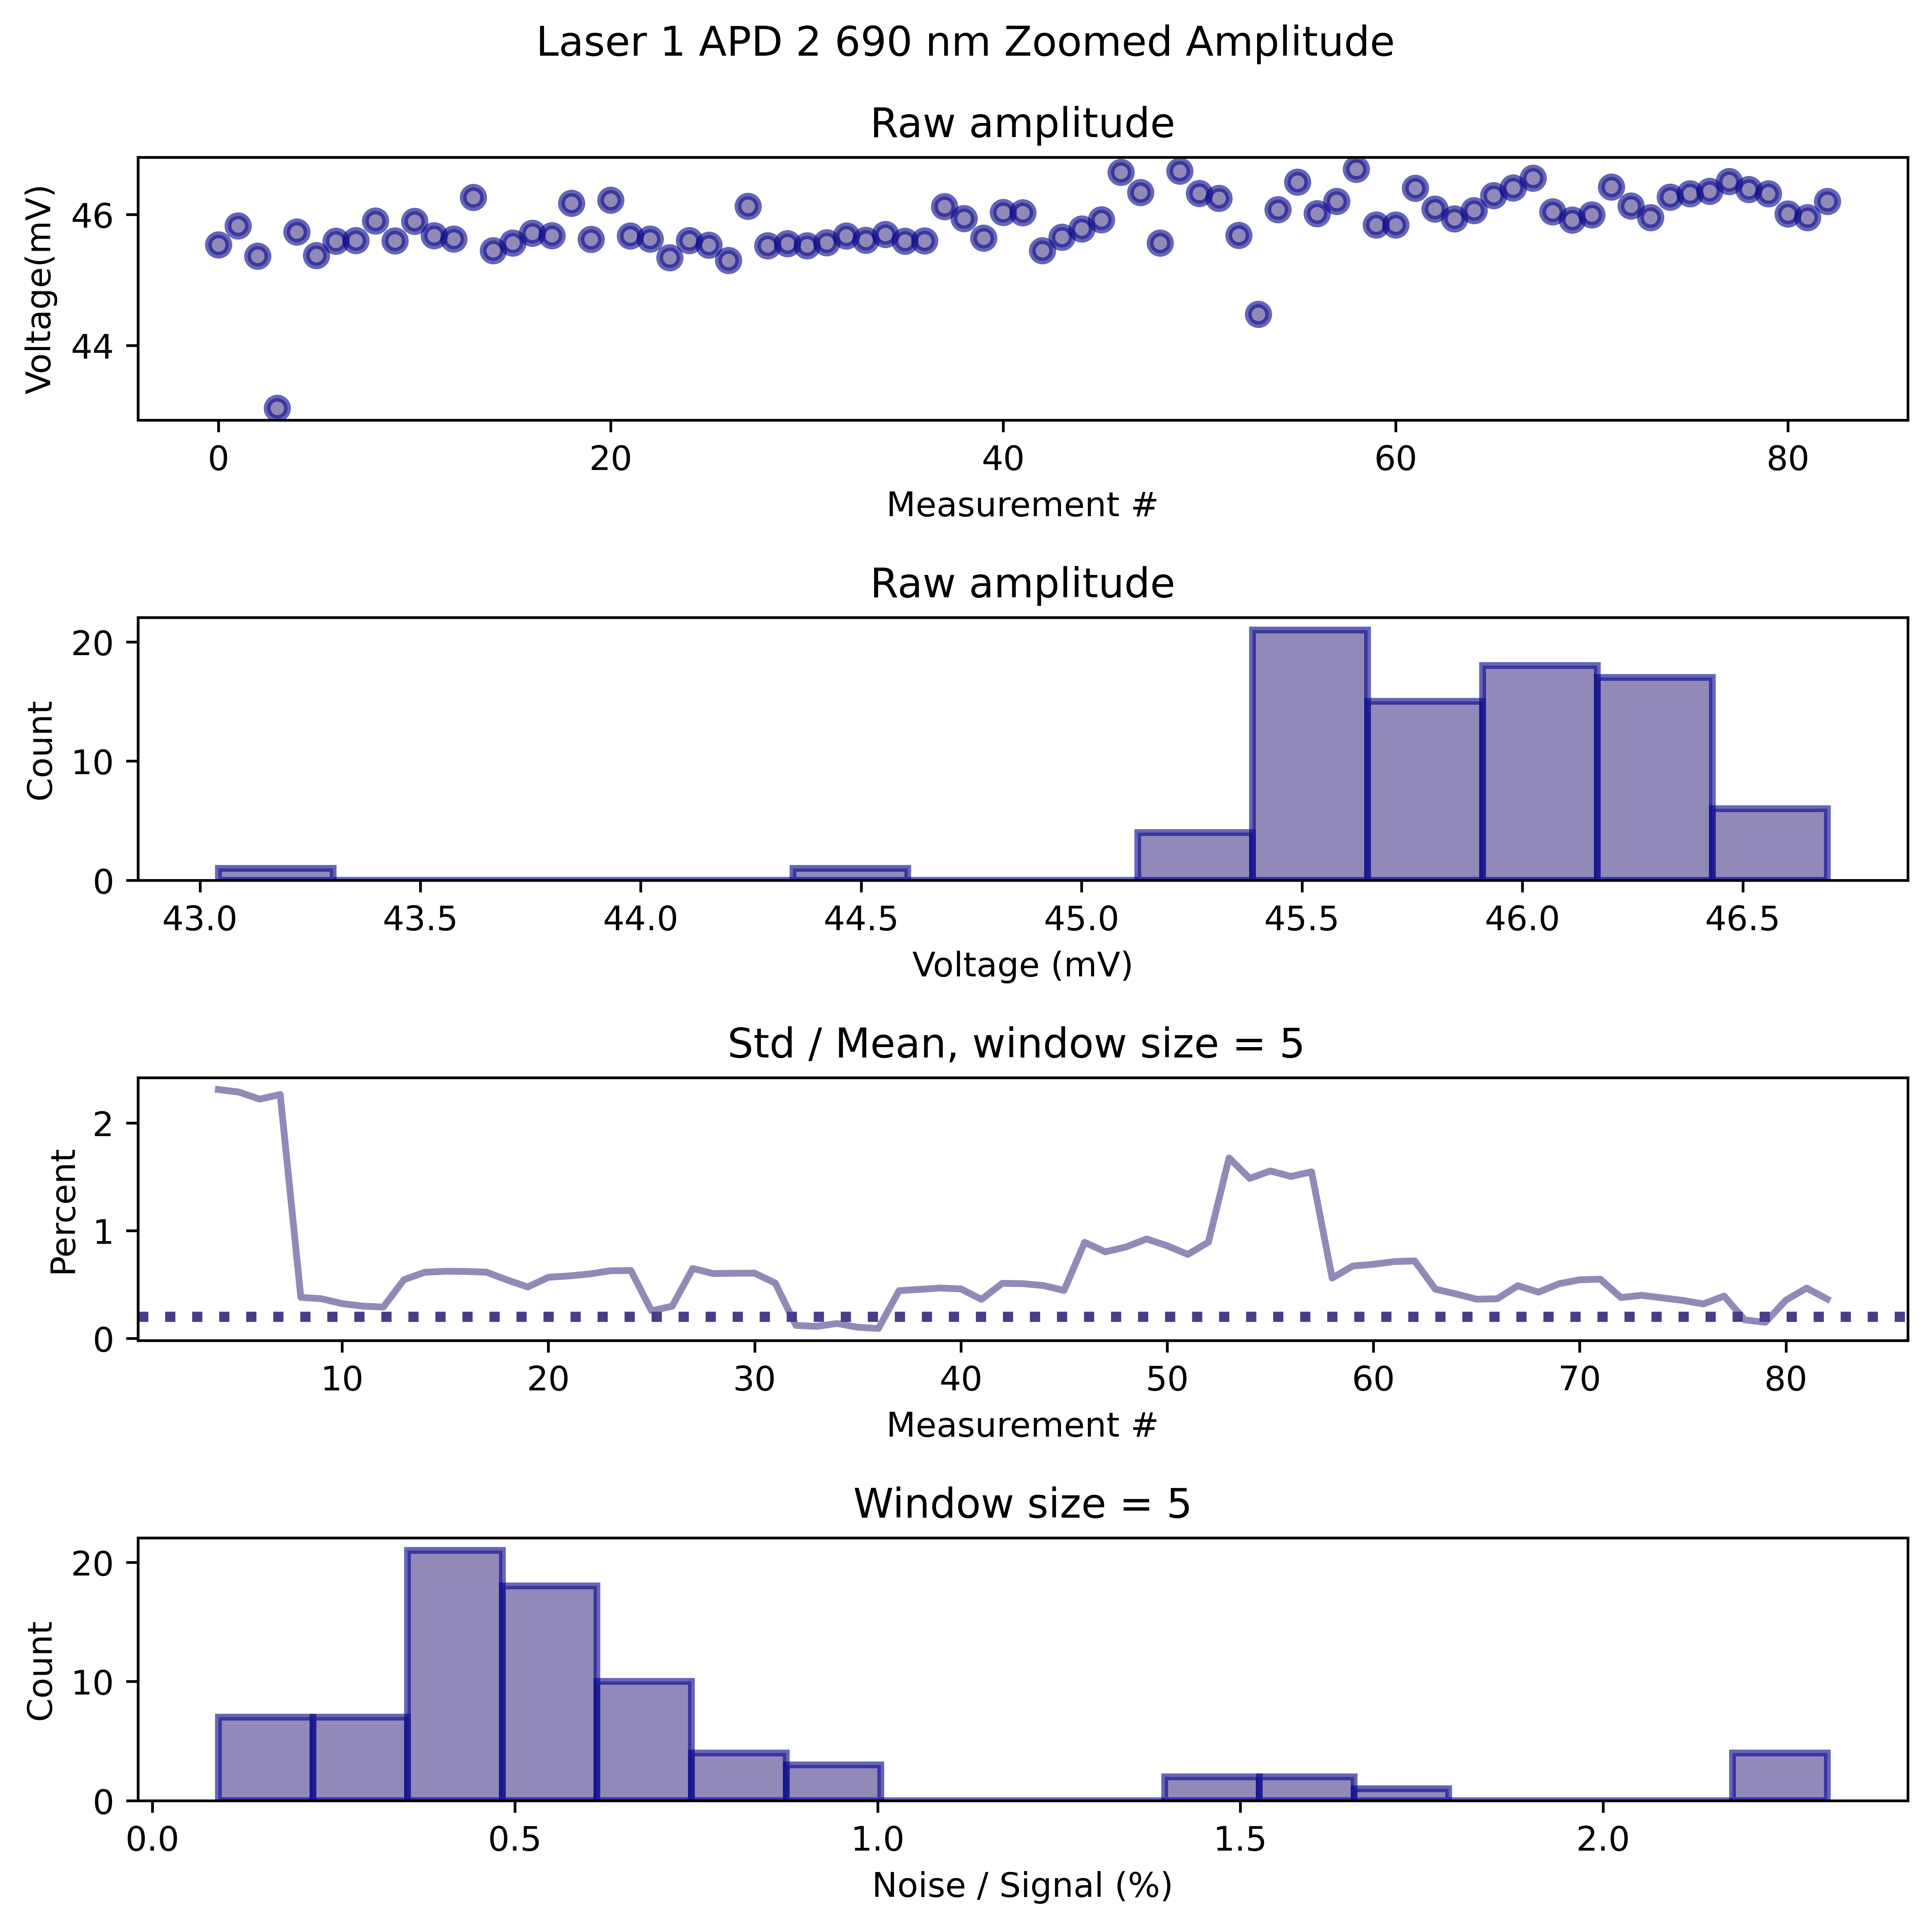 Laser 1 APD 2 690 nm Zoomed Amplitude
Raw amplitude
Voltage(mV)
46
44
0 20 40 60 80
Measurement #
Raw amplitude
Count
20
10
0
43.0 43.5 44.0 44.5 45.0 45.5 46.0 46.5
Voltage (mV)
Std / Mean, window size = 5
Percent
2
1
0
10 20 30 40 50 60 70 80
Measurement #
Window size = 5
Count
20
10
0
0.0 0.5 1.0 1.5 2.0
Noise / Signal (%)